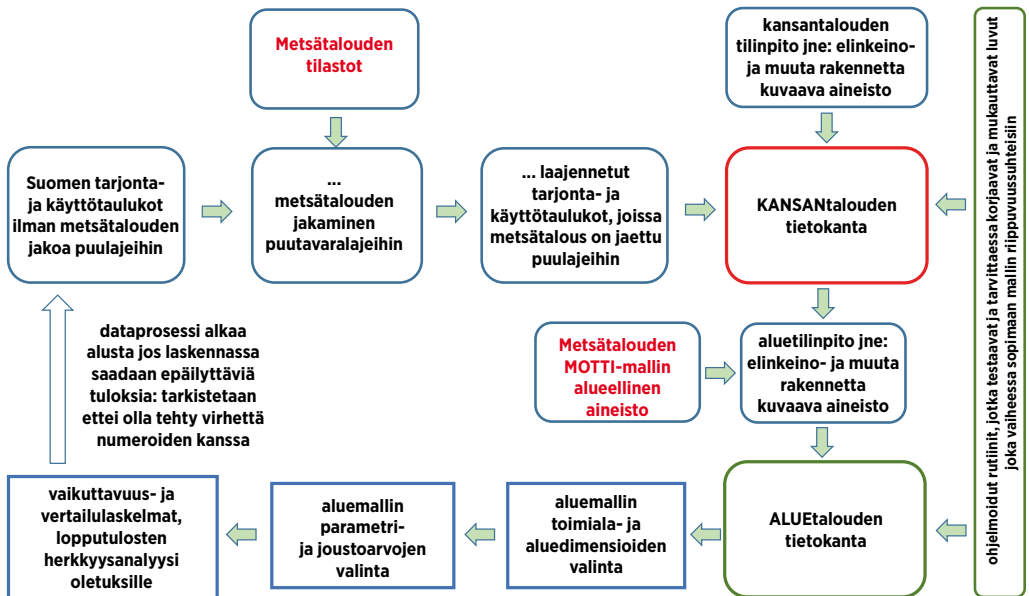 Metsätalouden
tilastot
kansantalouden
tilinpito jne: elinkeino-
ja muuta rakennetta
kuvaava aineisto
Suomen tarjonta-
ja käyttötaulukot
ilman metsätalouden
jakoa puulajeihin
...
metsätalouden
jakaminen
puutavaralajeihin
... laajennetut
tarjonta- ja
käyttötaulukot, joissa
metsätalous on jaettu
puulajeihin
KANSANtalouden
tietokanta
ohjelmoidut rutiinit, jotka testaavat ja tarvittaessa korjaavat ja mukauttavat luvut
joka vaiheessa sopimaan mallin riippuvuussuhteisiin
dataprosessi alkaa
alusta jos laskennassa
saadaan epäilyttäviä
tuloksia: tarkistetaan
ettei olla tehty virhettä
numeroiden kanssa
Metsätalouden
MOTTI-mallin
alueellinen
aineisto
aluetilinpito jne:
elinkeino- ja muuta
rakennetta
kuvaava aineisto
ALUEtalouden
tietokanta
aluemallin
toimiala- ja
aluedimensioiden
valinta
aluemallin
parametri-
ja joustoarvojen
valinta
vaikuttavuus- ja
vertailulaskelmat,
lopputulosten
herkkyysanalyysi
oletuksille